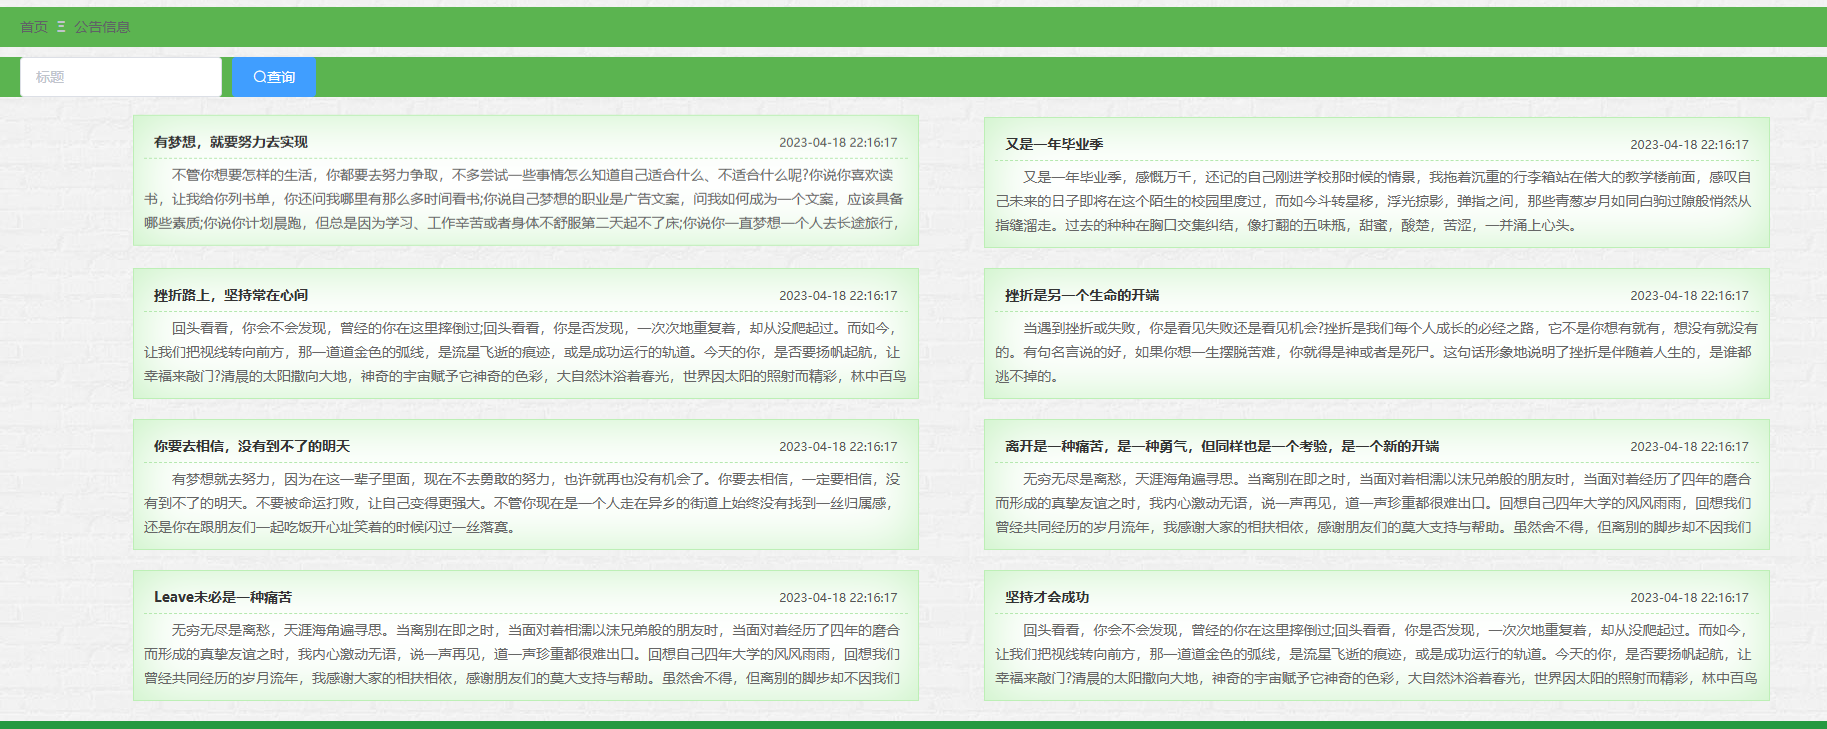 首页 Ξ 公告信息
标题 查询
有梦想，就要努力去实现 2023-04-18 22:16:17
不管你想要怎样的生活，你都要去努力争取，不多尝试一些事情怎么知道自己适合什么、不适合什么呢?你说你喜欢读
书，让我给你列书单，你还问我哪里有那么多时间看书;你说自己梦想的职业是广告文案，问我如何成为一个文案，应该具备
哪些素质;你说你计划晨跑，但总是因为学习、工作辛苦或者身体不舒服第二天起不了床;你说你一直梦想一个人去长途旅行，
又是一年毕业季 2023-04-18 22:16:17
又是一年毕业季，感慨万千，还记的自己刚进学校那时候的情景，我拖着沉重的行李箱站在偌大的教学楼前面，感叹自
己未来的日子即将在这个陌生的校园里度过，而如今斗转星移，浮光掠影，弹指之间，那些青葱岁月如同白驹过隙般悄然从
指缝溜走。过去的种种在胸口交集纠结，像打翻的五味瓶，甜蜜，酸楚，苦涩，一并涌上心头。
挫折路上，坚持常在心间 2023-04-18 22:16:17
回头看看，你会不会发现，曾经的你在这里摔倒过;回头看看，你是否发现，一次次地重复着，却从没爬起过。而如今，
让我们把视线转向前方，那一道道金色的弧线，是流星飞逝的痕迹，或是成功运行的轨道。今天的你，是否要扬帆起航，让
幸福来敲门?清晨的太阳撒向大地，神奇的宇宙赋予它神奇的色彩，大自然沐浴着春光，世界因太阳的照射而精彩，林中百鸟
挫折是另一个生命的开端 2023-04-18 22:16:17
当遇到挫折或失败，你是看见失败还是看见机会?挫折是我们每个人成长的必经之路，它不是你想有就有，想没有就没有
的。有句名言说的好，如果你想一生摆脱苦难，你就得是神或者是死尸。这句话形象地说明了挫折是伴随着人生的，是谁都
逃不掉的。
你要去相信，没有到不了的明天 2023-04-18 22:16:17
有梦想就去努力，因为在这一辈子里面，现在不去勇敢的努力，也许就再也没有机会了。你要去相信，一定要相信，没
有到不了的明天。不要被命运打败，让自己变得更强大。不管你现在是一个人走在异乡的街道上始终没有找到一丝归属感，
还是你在跟朋友们一起吃饭开心址笑着的时候闪过一丝落寞。
离开是一种痛苦，是一种勇气，但同样也是一个考验，是一个新的开端 2023-04-18 22:16:17
无穷无尽是离愁，天涯海角遍寻思。当离别在即之时，当面对着相濡以沫兄弟般的朋友时，当面对着经历了四年的磨合
而形成的真挚友谊之时，我内心激动无语，说一声再见，道一声珍重都很难出口。回想自己四年大学的风风雨雨，回想我们
曾经共同经历的岁月流年，我感谢大家的相扶相依，感谢朋友们的莫大支持与帮助。虽然舍不得，但离别的脚步却不因我们
Leave未必是一种痛苦 2023-04-18 22:16:17
无穷无尽是离愁，天涯海角遍寻思。当离别在即之时，当面对着相濡以沫兄弟般的朋友时，当面对着经历了四年的磨合
而形成的真挚友谊之时，我内心激动无语，说一声再见，道一声珍重都很难出口。回想自己四年大学的风风雨雨，回想我们
曾经共同经历的岁月流年，我感谢大家的相扶相依，感谢朋友们的莫大支持与帮助。虽然舍不得，但离别的脚步却不因我们
坚持才会成功 2023-04-18 22:16:17
回头看看，你会不会发现，曾经的你在这里摔倒过;回头看看，你是否发现，一次次地重复着，却从没爬起过。而如今，
让我们把视线转向前方，那一道道金色的弧线，是流星飞逝的痕迹，或是成功运行的轨道。今天的你，是否要扬帆起航，让
幸福来敲门?清晨的太阳撒向大地，神奇的宇宙赋予它神奇的色彩，大自然沐浴着春光，世界因太阳的照射而精彩，林中百鸟